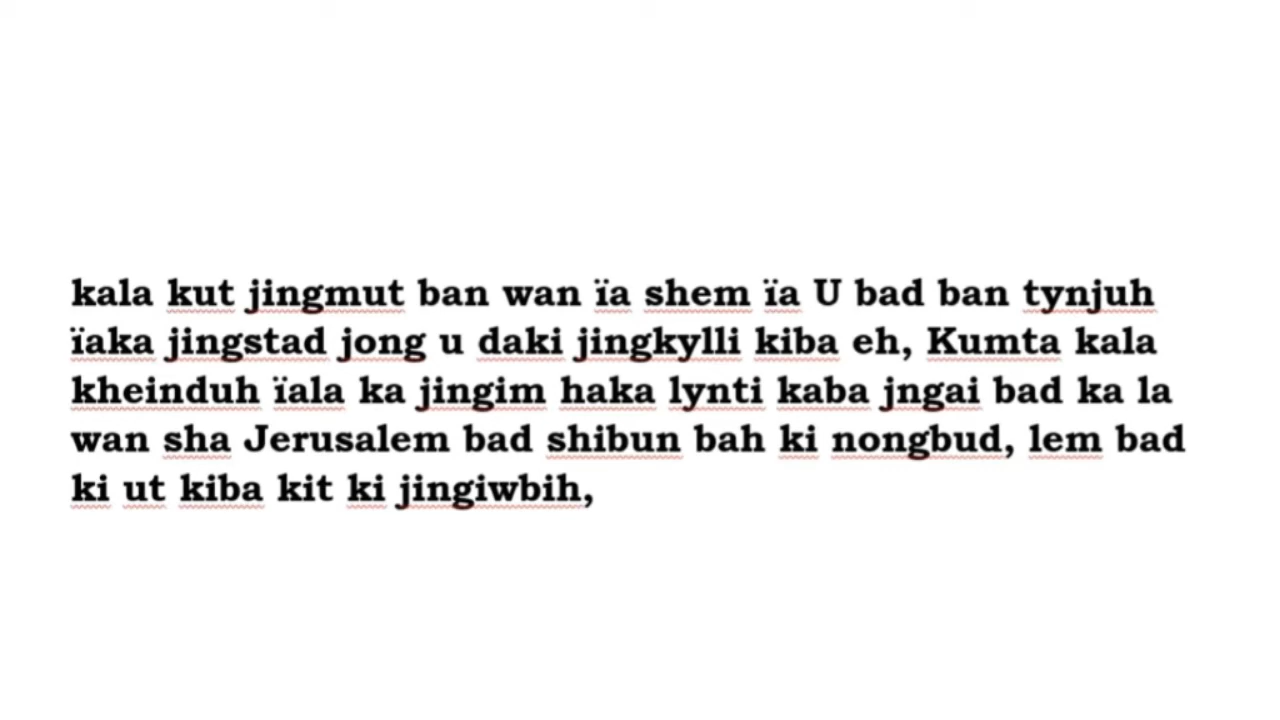 kala kut jingmut ban wan ïa shem ïa U bad ban tynjuh
ïaka jingstad jong u daki jingkylli kiba eh, Kumta kala
kheinduh ïala ka jingim haka lynti kaba jngai bad ka la
wan sha Jerusalem bad shibun bah ki nongbud, lem bad
ki ut kiba kit ki jingiwbih,